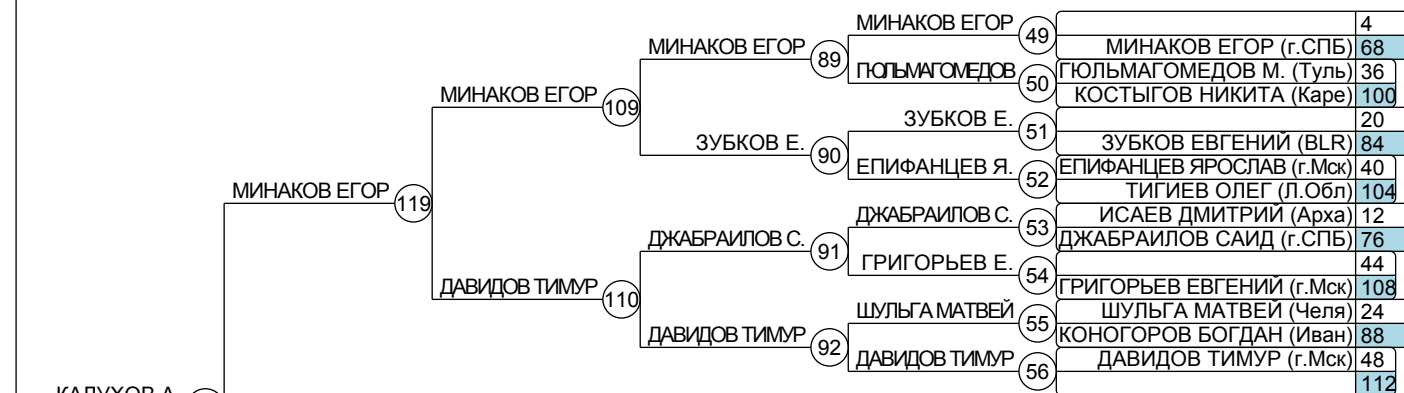 МИНАКОВ ЕГОР 49 4
МИНАКОВ ЕГОР 89 МИНАКОВ ЕГОР (г.СПБ) 68
ГЮЛЬМАГОМЕДОВ 50 ГЮЛЬМАГОМЕДОВ М. (Туль) 36
МИНАКОВ ЕГОР 109 КОСТЫГОВ НИКИТА (Каре) 100
ЗУБКОВ Е. 51 20
ЗУБКОВ Е. 90 ЗУБКОВ ЕВГЕНИЙ (BLR) 84
ЕПИФАНЦЕВ Я. 52 ЕПИФАНЦЕВ ЯРОСЛАВ (г.Мск) 40
МИНАКОВ ЕГОР 119 ТИГИЕВ ОЛЕГ (Л.Обл) 104
ДЖАБРАИЛОВ С. 53 ИСАЕВ ДМИТРИЙ (Арха) 12
ДЖАБРАИЛОВ С. 91 ДЖАБРАИЛОВ САИД (г.СПБ) 76
ГРИГОРЬЕВ Е. 54 44
ДАВИДОВ ТИМУР 110 ГРИГОРЬЕВ ЕВГЕНИЙ (г.Мск) 108
ШУЛЬГА МАТВЕЙ 55 ШУЛЬГА МАТВЕЙ (Челя) 24
ДАВИДОВ ТИМУР 92 КОНОГОРОВ БОГДАН (Иван) 88
ДАВИДОВ ТИМУР 56 ДАВИДОВ ТИМУР (г.Мск) 48
112